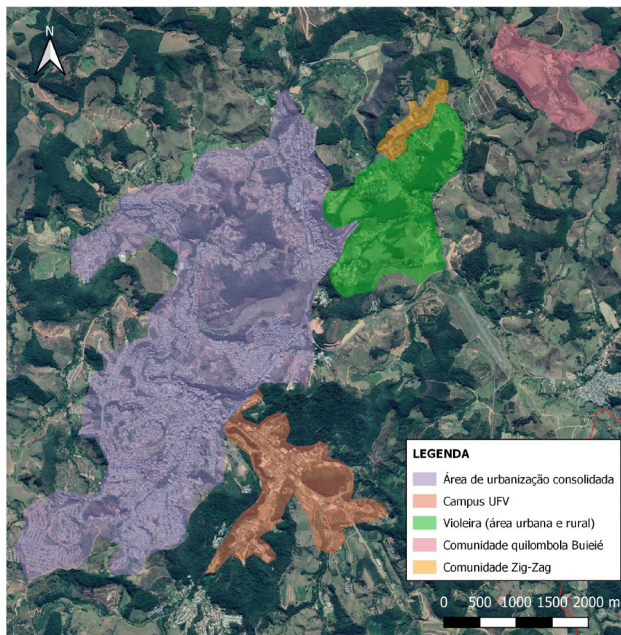 N
LEGENDA
Área de urbanização consolidada
Campus UFV
Violeira (área urbana e rural)
Comunidade quilombola Buieié
Comunidade Zig-Zag
0 500 1000 1500 2000 m